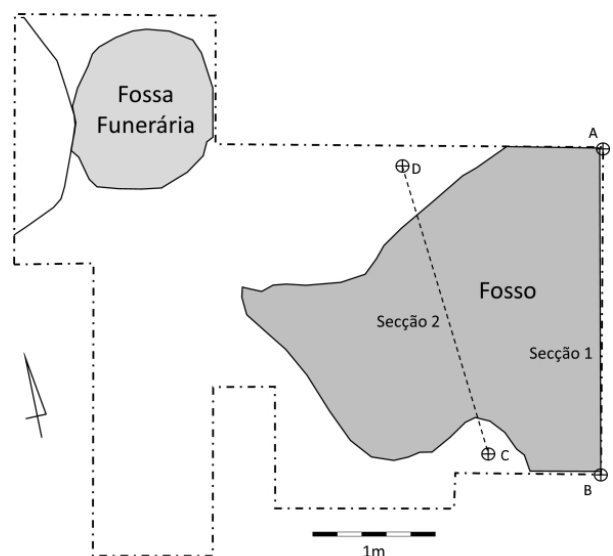 Fossa
Funerária
A
D
Fosso
Secção 2
Secção 1
C
B
1m